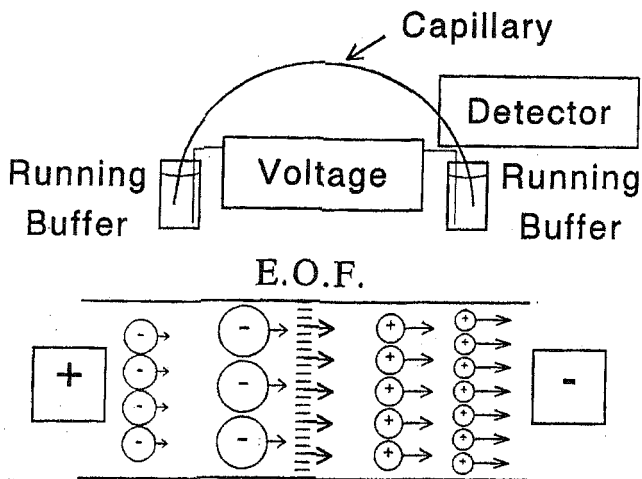 Capillary
Detector
Voltage
Running
Buffer
Running
Buffer
E.O.F.
+
-
-
-
-
-
-
-
+
+
+
+
+
+
+
+
+
+
+
+
-